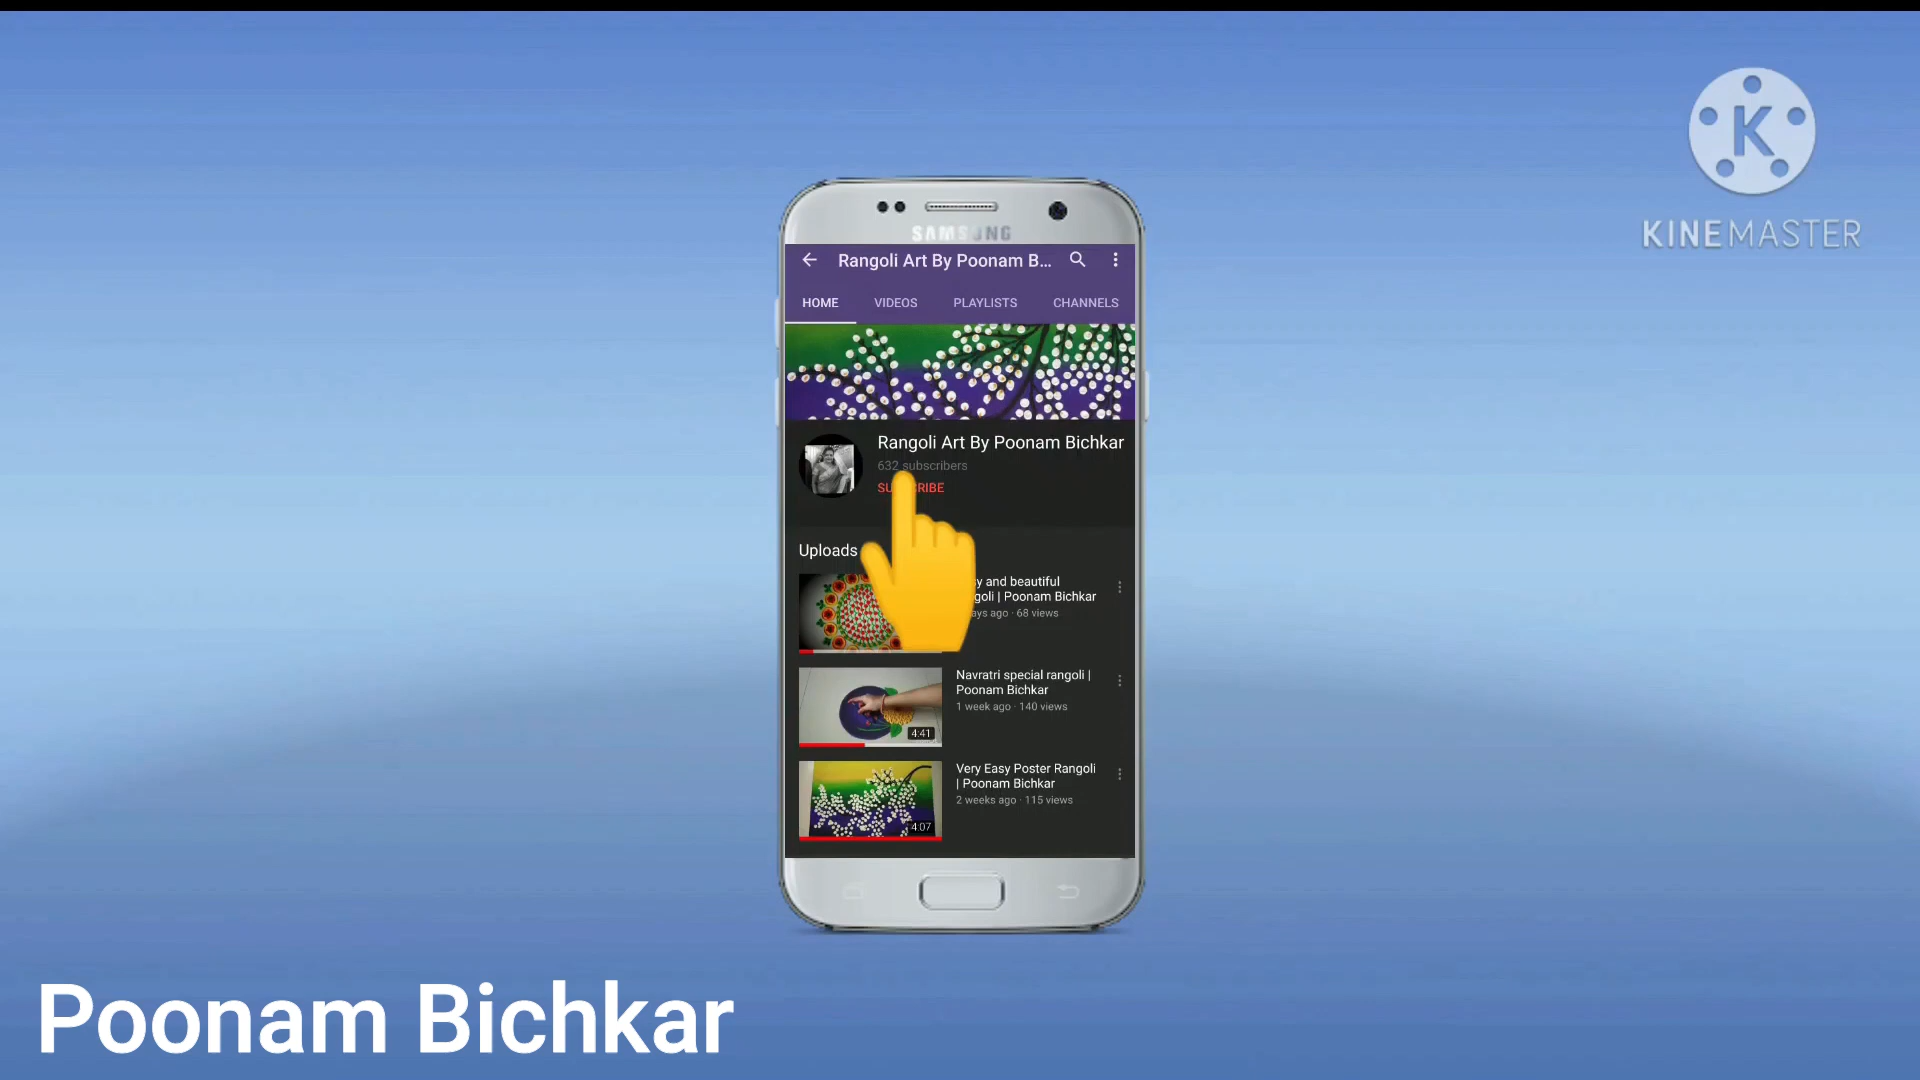 KINEMASTER
SAMSUNG
Rangoli Art By Poonam B...
HOME VIDEOS PLAYLISTS CHANNELS
Rangoli Art By Poonam Bichkar
632 subscribers
Uploads
and beautiful
| Poonam Bichkar
ago · 68 views
Navratri special rangoli |
Poonam Bichkar
1 week ago · 140 views
4:41
Very Easy Poster Rangoli
| Poonam Bichkar
2 weeks ago · 115 views
4:07
Poonam Bichkar